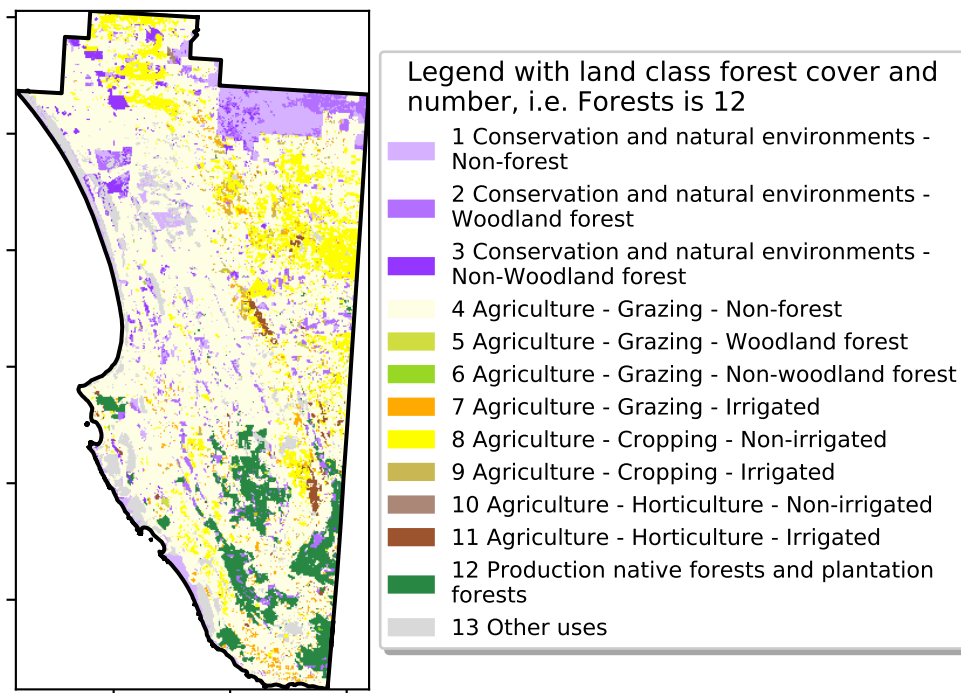 Legend with land class forest cover and
number, i.e. Forests is 12
1 Conservation and natural environments -
Non-forest
2 Conservation and natural environments -
Woodland forest
3 Conservation and natural environments -
Non-Woodland forest
4 Agriculture - Grazing - Non-forest
5 Agriculture - Grazing - Woodland forest
6 Agriculture - Grazing - Non-woodland forest
7 Agriculture - Grazing - Irrigated
8 Agriculture - Cropping - Non-irrigated
9 Agriculture - Cropping - Irrigated
10 Agriculture - Horticulture - Non-irrigated
11 Agriculture - Horticulture - Irrigated
12 Production native forests and plantation
forests
13 Other uses